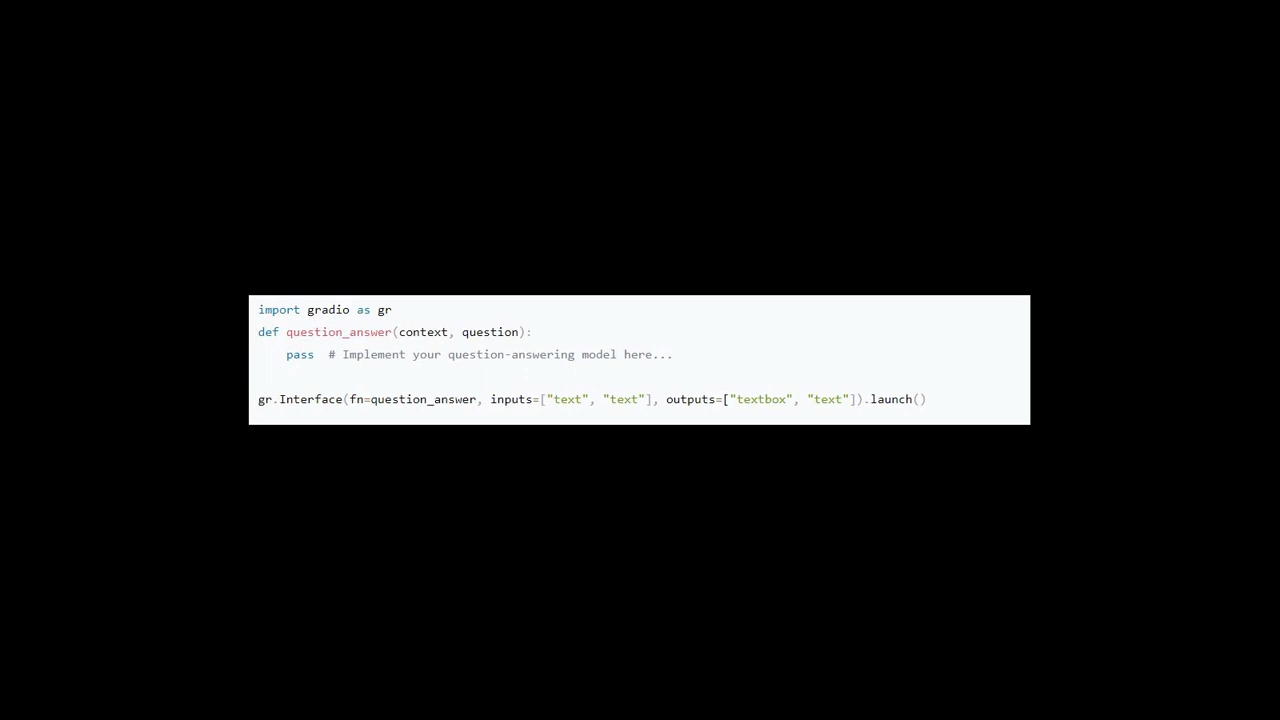 import gradio as gr
def question_answer(context, question):
    pass  # Implement your question-answering model here...
gr.Interface(fn=question_answer, inputs=["text", "text"], outputs=["textbox", "text"]).launch()